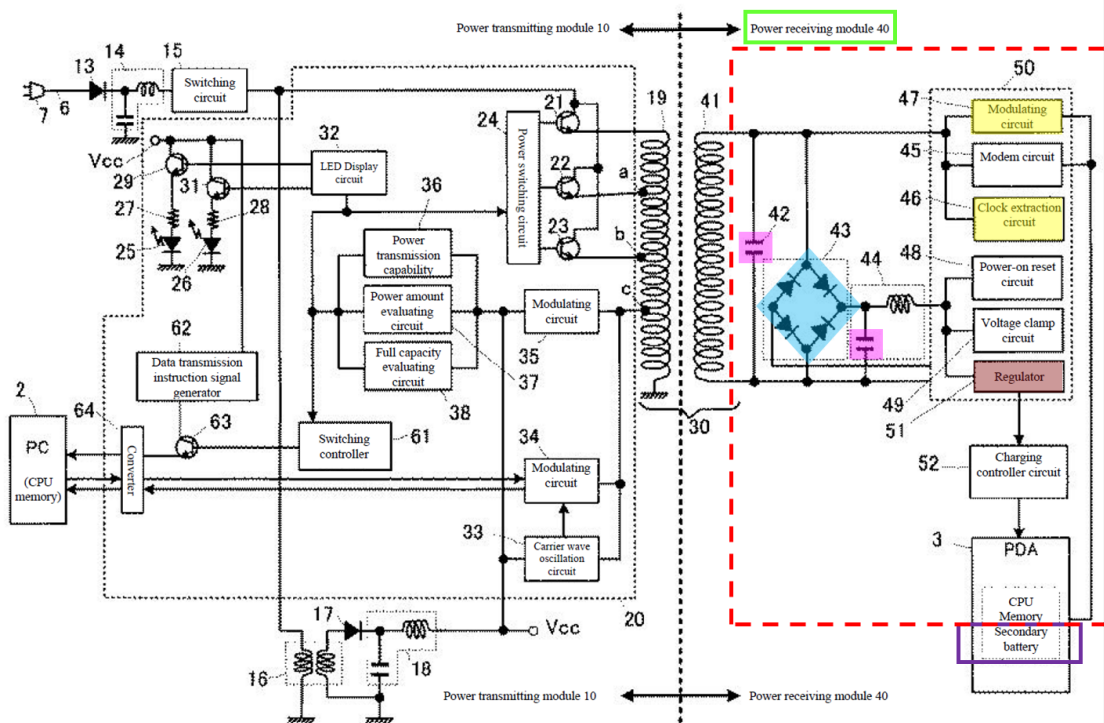 Power transmitting module 10
Power receiving module 40
14
15
13
Switching
circuit
7
6
Vcc
29
31
27
28
25
26
32
LED Display
circuit
24
Power switching circuit
21
22
23
19
41
a
b
c
36
Power
transmission
capability
Power amount
evaluating circuit
37
Full capacity
evaluating circuit
38
Modulating
circuit
35
30
62
Data transmission
instruction signal
generator
2
PC
(CPU
memory)
64
Converter
63
Switching
controller
61
34
Modulating
circuit
33
Carrier wave
oscillation
circuit
20
17
16
18
Vcc
42
43
44
50
47
Modulating
circuit
45
Modem circuit
46
Clock extraction
circuit
48
Power-on reset
circuit
Voltage clamp
circuit
49
Regulator
51
52
Charging
controller circuit
3
PDA
CPU
Memory
Secondary
battery
Power transmitting module 10
Power receiving module 40